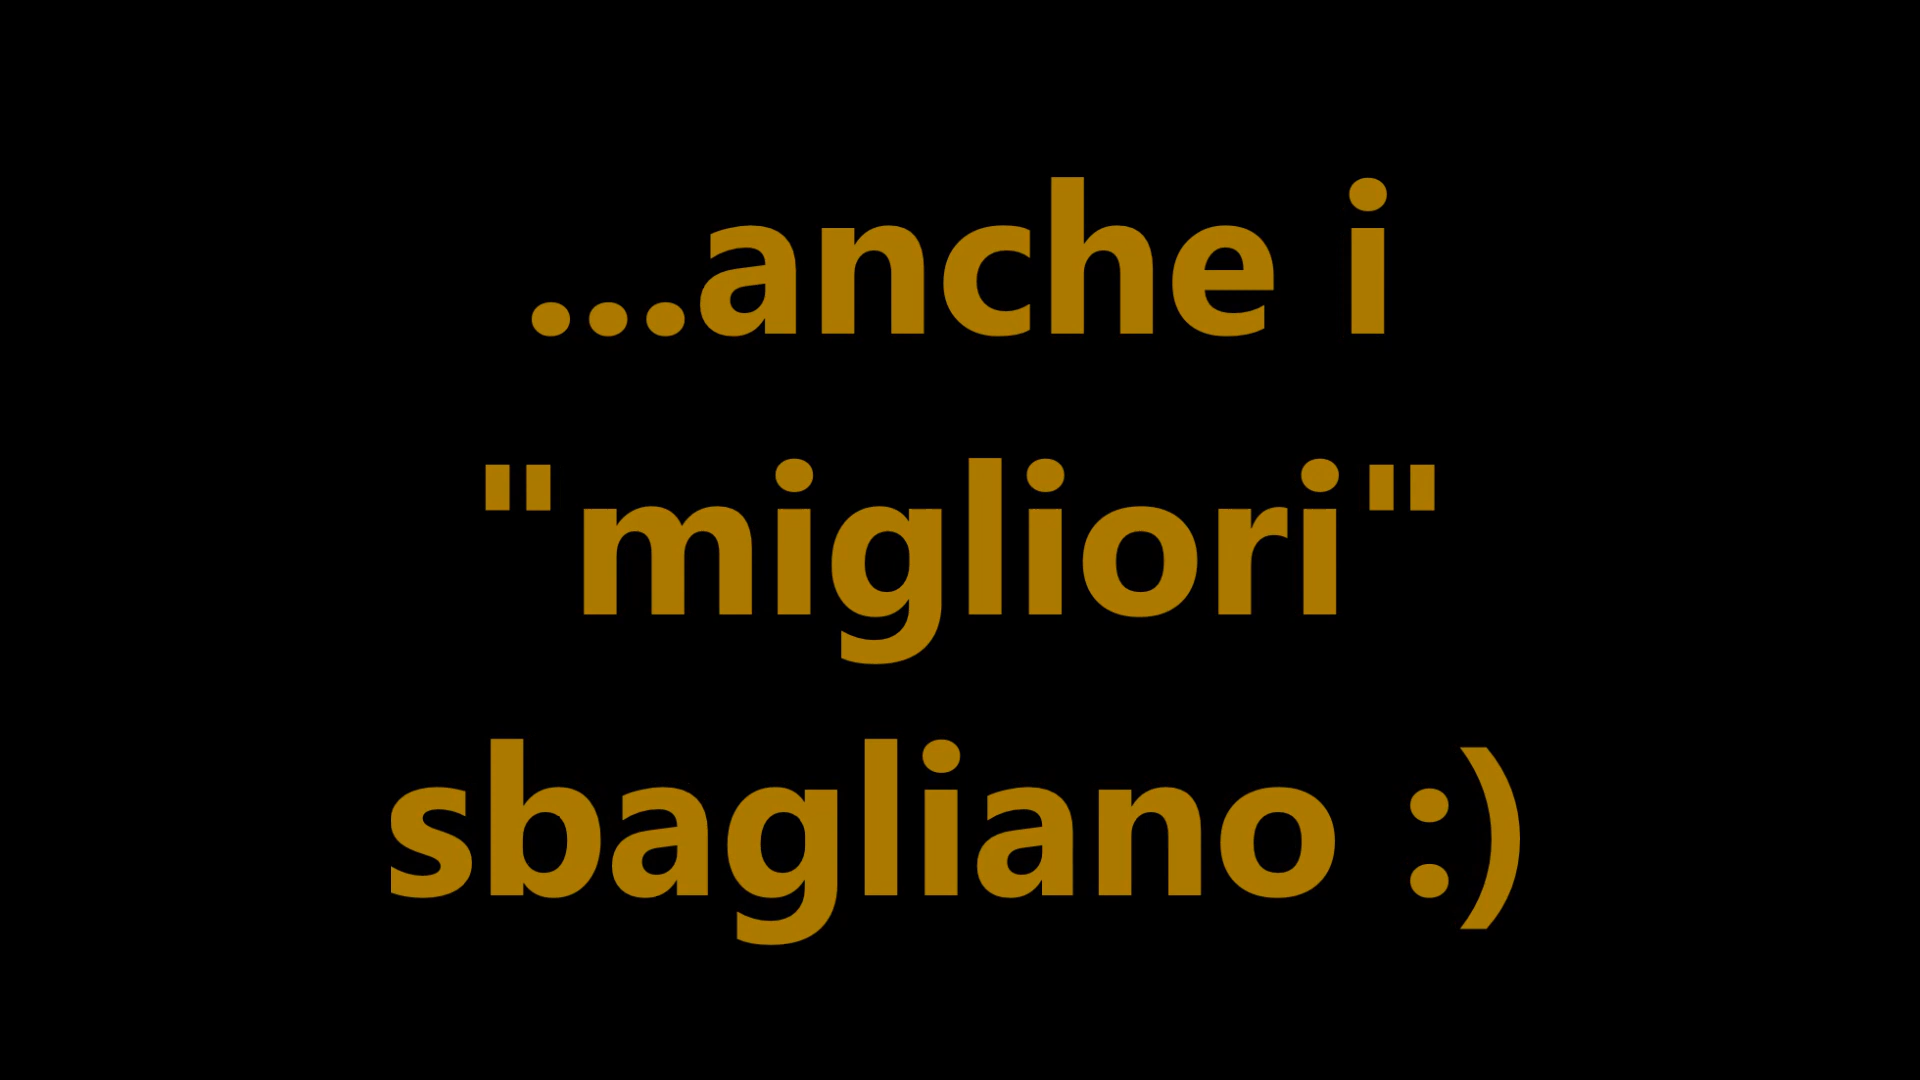 ...anche i
"migliori"
sbagliano :)